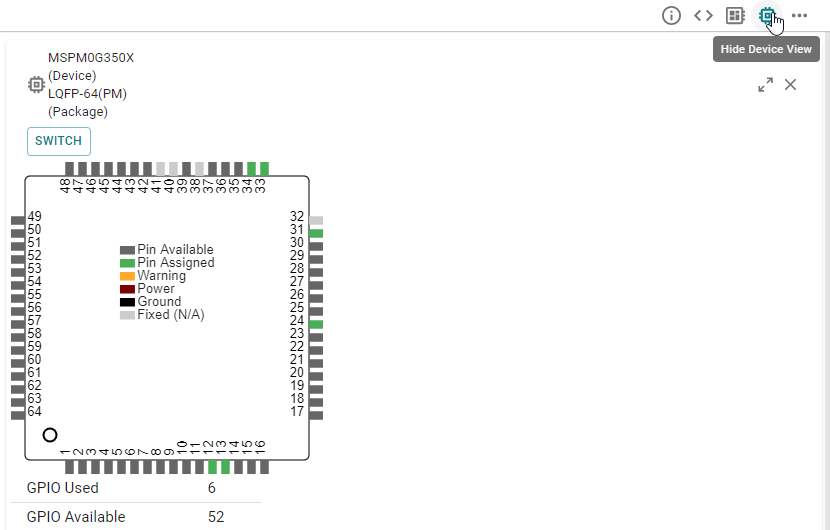 Hide Device View
MSPM0G350X
(Device)
LQFP-64(PM)
(Package)
SWITCH
48 47 46 45 44 43 42 41 40 39 38 37 36 35 34 33
49 32
50 31
51 30
52 29
53 28
54 27
55 26
56 25
57 24
58 23
59 22
60 21
61 20
62 19
63 18
64 17
Pin Available
Pin Assigned
Warning
Power
Ground
Fixed (N/A)
1 2 3 4 5 6 7 8 9 10 11 12 13 14 15 16
GPIO Used 6
GPIO Available 52